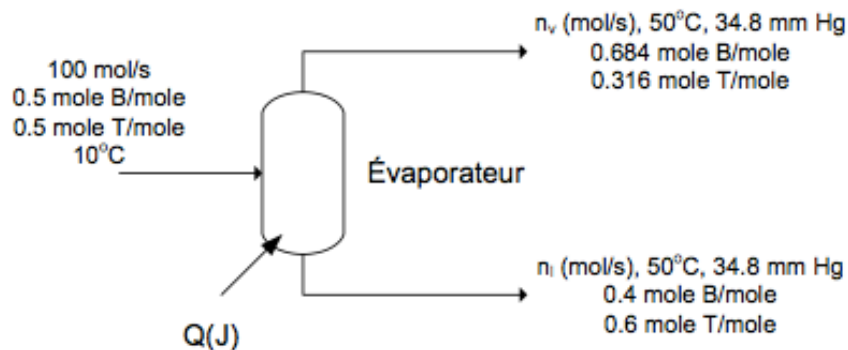 100 mol/s
0.5 mole B/mole
0.5 mole T/mole
10°C
nᵥ (mol/s), 50°C, 34.8 mm Hg
0.684 mole B/mole
0.316 mole T/mole
Évaporateur
nₗ (mol/s), 50°C, 34.8 mm Hg
0.4 mole B/mole
0.6 mole T/mole
Q(J)